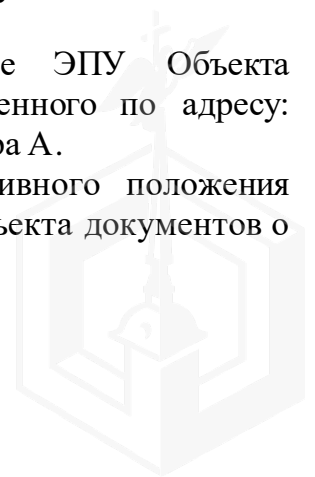 е ЭПУ Объекта
енного по адресу:
ра А.
ивного положения
ъекта документов о